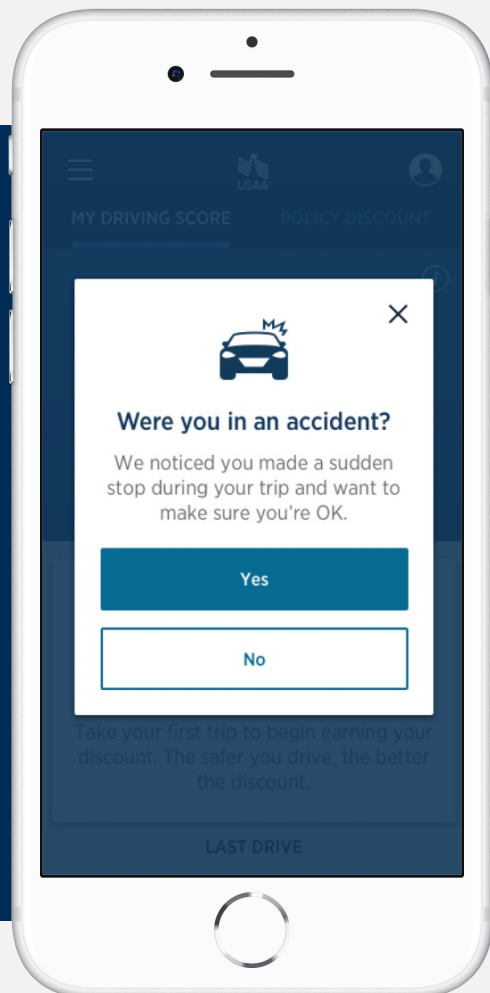 USAA
MY DRIVING SCORE
POLICY DISCOUNT
Were you in an accident?
We noticed you made a sudden
stop during your trip and want to
make sure you're OK.
Yes
No
Take your first trip to begin earning your
discount. The safer you drive, the better
the discount.
LAST DRIVE